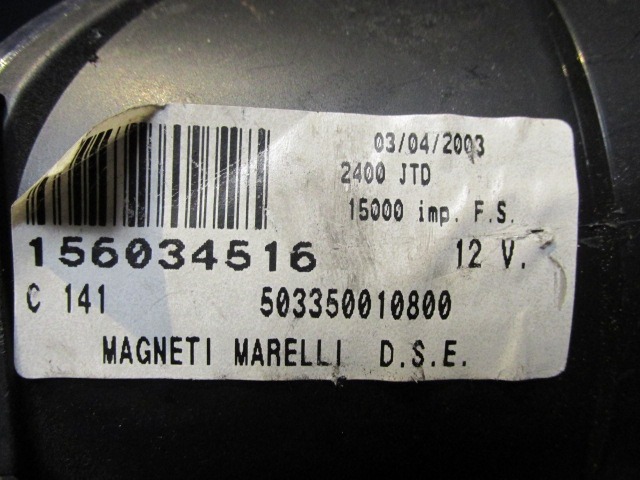 03/04/2003
2400 JTD
15000 imp. F.S.
156034516 12 V.
C 141 503350010800
MAGNETI MARELLI D.S.E.